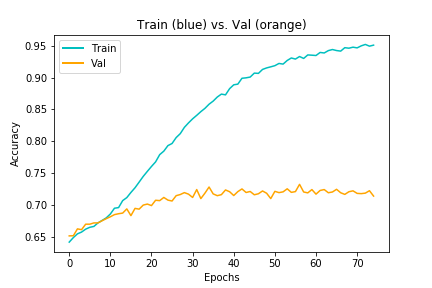 Train (blue) vs. Val (orange)
Train
Val
Accuracy
0.95
0.90
0.85
0.80
0.75
0.70
0.65
0 10 20 30 40 50 60 70
Epochs